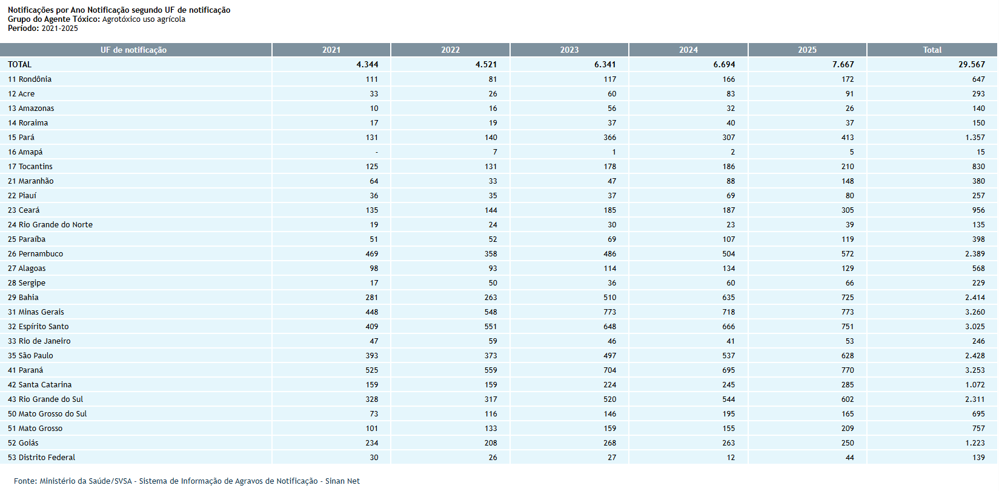 Notificações por Ano Notificação segundo UF de notificação
Grupo do Agente Tóxico: Agrotóxico uso agrícola
Período: 2021-2025
UF de notificação 2021 2022 2023 2024 2025 Total
TOTAL 4.344 4.521 6.341 6.694 7.667 29.567
11 Rondônia 111 81 117 166 172 647
12 Acre 33 26 60 83 91 293
13 Amazonas 10 16 56 32 26 140
14 Roraima 17 19 37 40 37 150
15 Pará 131 140 366 307 413 1.357
16 Amapá - 7 1 2 5 15
17 Tocantins 125 131 178 186 210 830
21 Maranhão 64 33 47 88 148 380
22 Piauí 36 35 37 69 80 257
23 Ceará 135 144 185 187 305 956
24 Rio Grande do Norte 19 24 30 23 39 135
25 Paraíba 51 52 69 107 119 398
26 Pernambuco 469 358 486 504 572 2.389
27 Alagoas 98 93 114 134 129 568
28 Sergipe 17 50 36 60 66 229
29 Bahia 281 263 510 635 725 2.414
31 Minas Gerais 448 548 773 718 773 3.260
32 Espírito Santo 409 551 648 666 751 3.025
33 Rio de Janeiro 47 59 46 41 53 246
35 São Paulo 393 373 497 537 628 2.428
41 Paraná 525 559 704 695 770 3.253
42 Santa Catarina 159 159 224 245 285 1.072
43 Rio Grande do Sul 328 317 520 544 602 2.311
50 Mato Grosso do Sul 73 116 146 195 165 695
51 Mato Grosso 101 133 159 155 209 757
52 Goiás 234 208 268 263 250 1.223
53 Distrito Federal 30 26 27 12 44 139
Fonte: Ministério da Saúde/SVSA - Sistema de Informação de Agravos de Notificação - Sinan Net